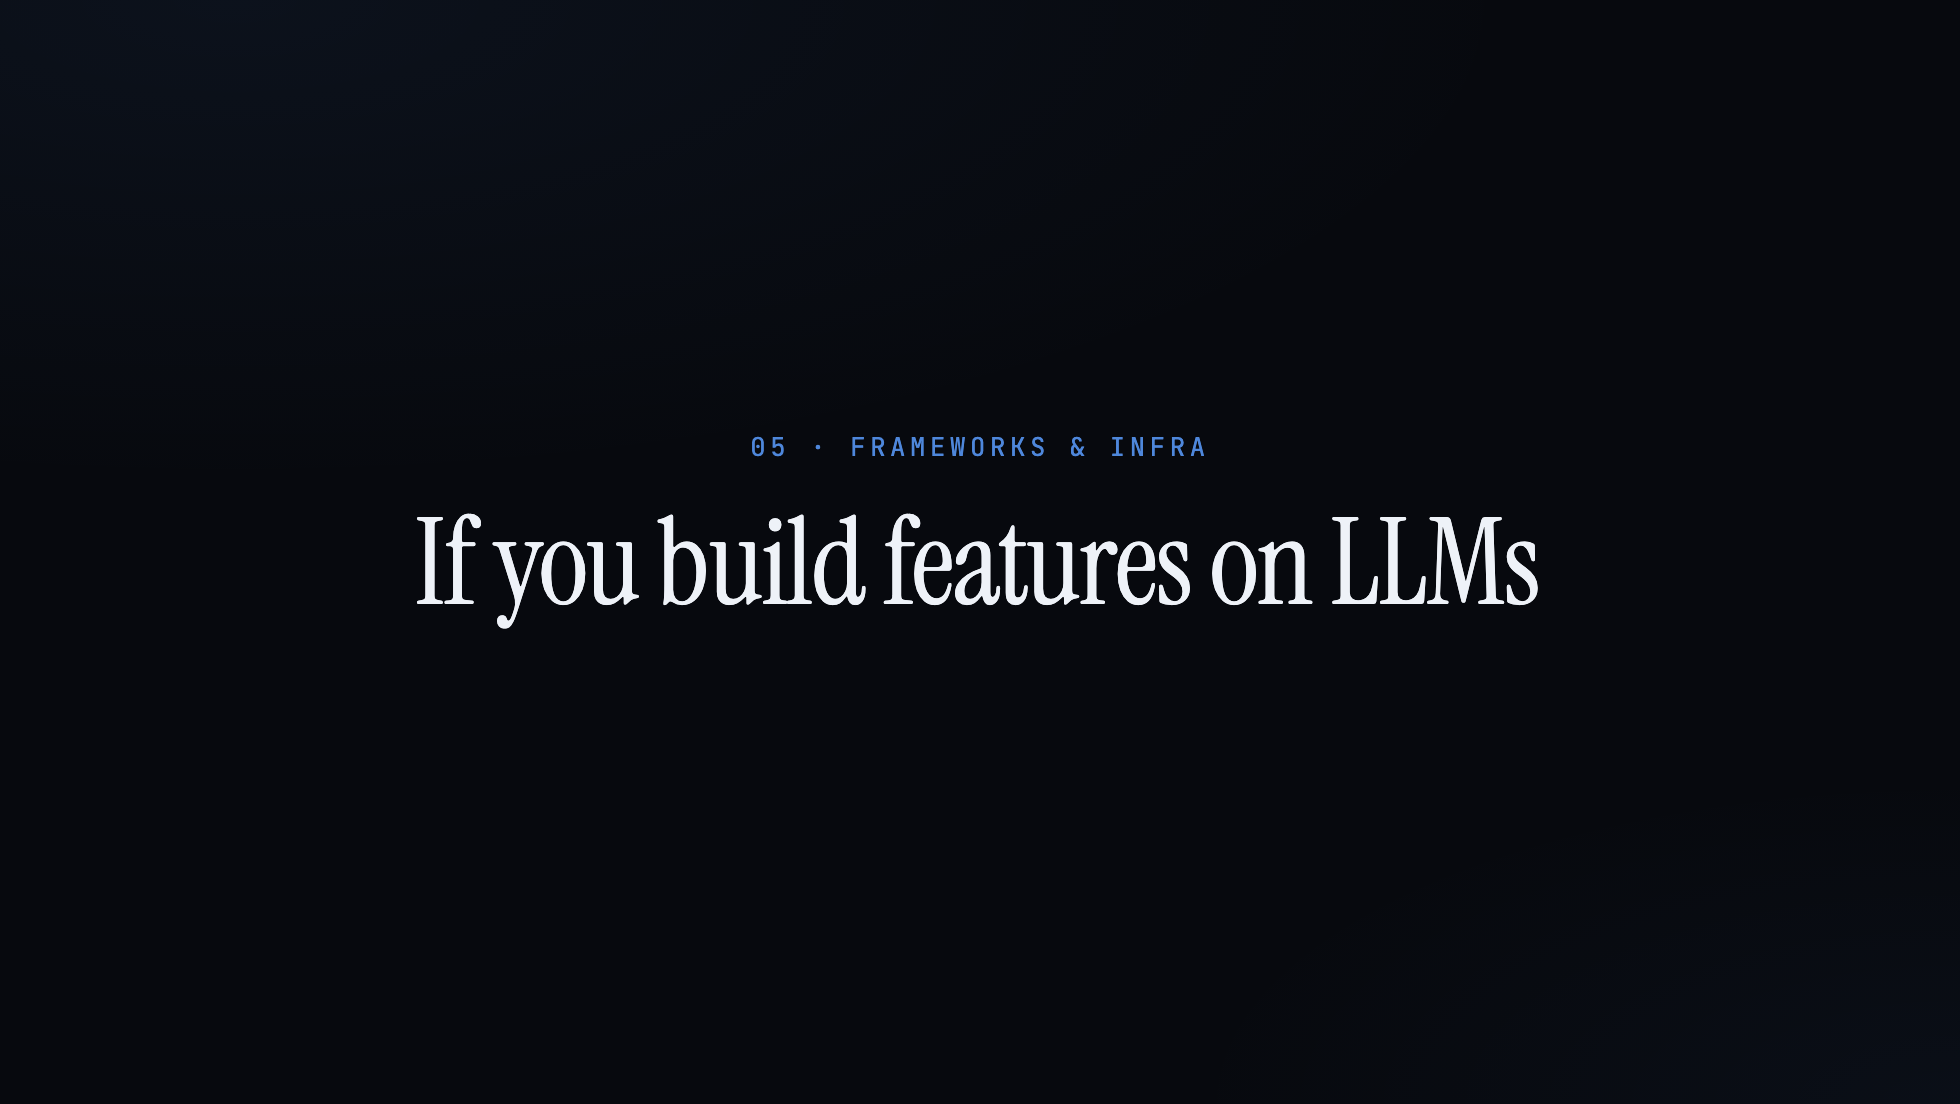 05 · FRAMEWORKS & INFRA
If you build features on LLMs